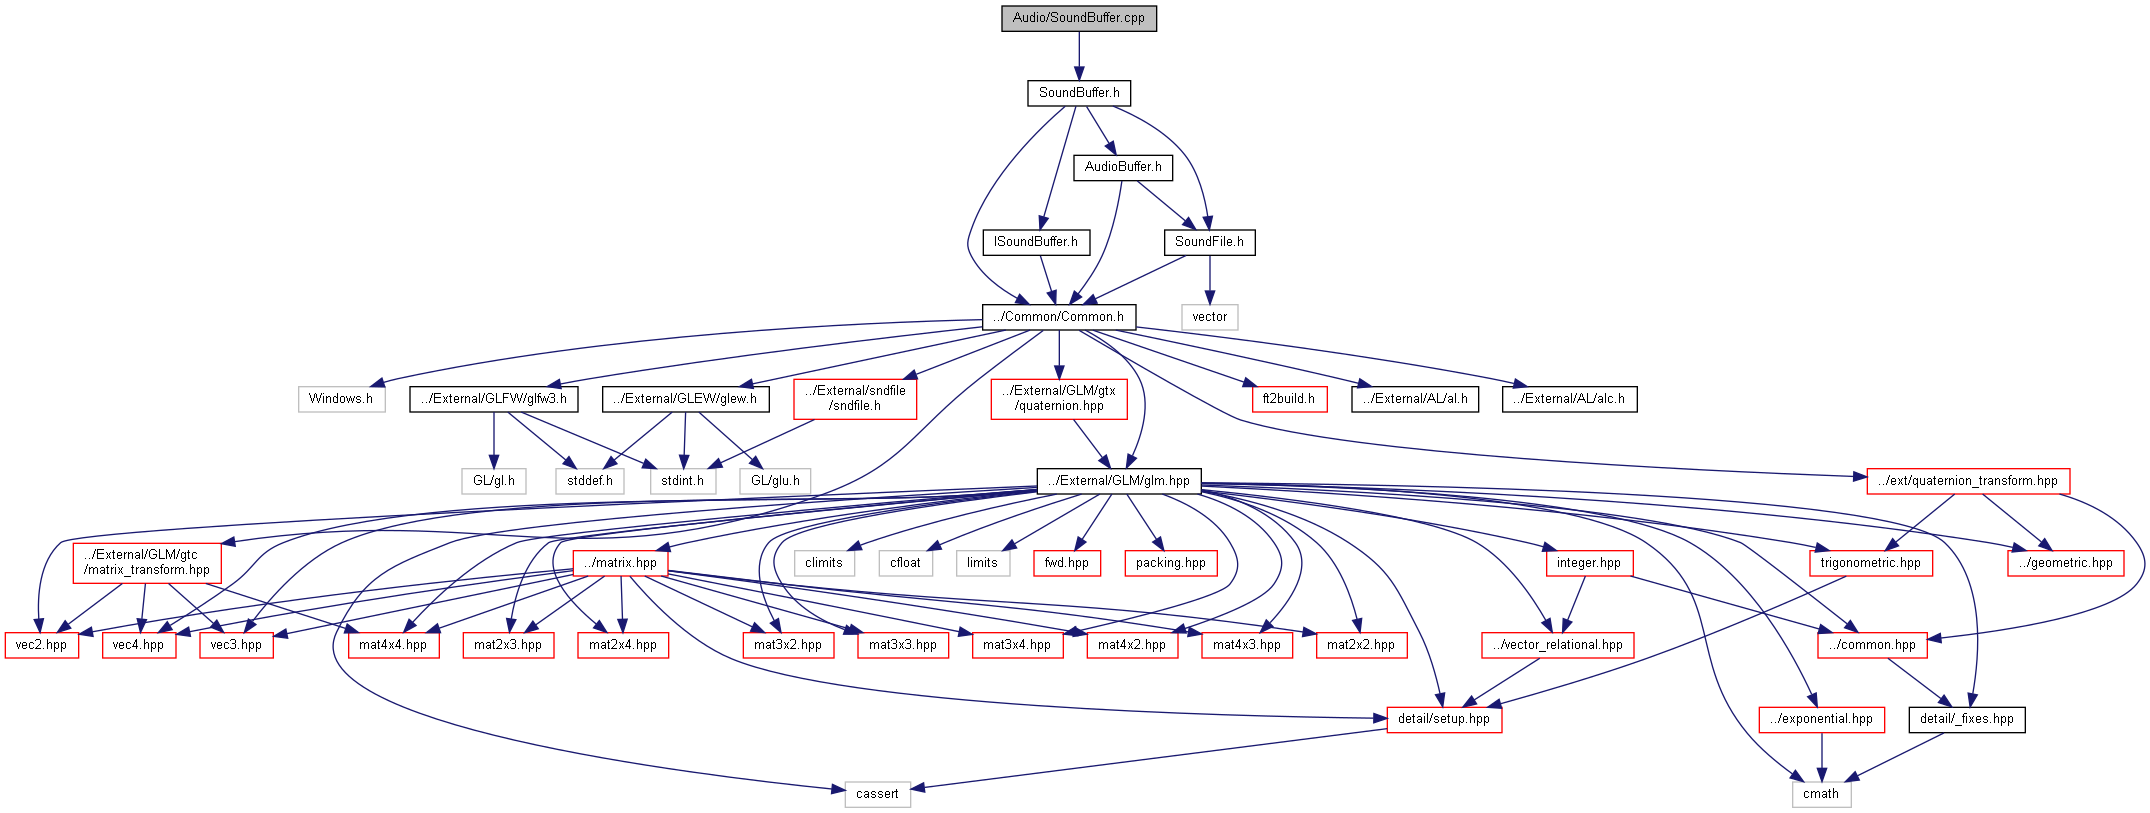 Audio/SoundBuffer.cpp
SoundBuffer.h
AudioBuffer.h
ISoundBuffer.h
SoundFile.h
../Common/Common.h
vector
Windows.h
../External/GLFW/glfw3.h
../External/GLEW/glew.h
../External/sndfile
/sndfile.h
../External/GLM/gtx
/quaternion.hpp
ft2build.h
../External/AL/al.h
../External/AL/alc.h
GL/gl.h
stddef.h
stdint.h
GL/glu.h
../External/GLM/glm.hpp
../ext/quaternion_transform.hpp
../External/GLM/gtc
/matrix_transform.hpp
../matrix.hpp
climits
cfloat
limits
fwd.hpp
packing.hpp
integer.hpp
trigonometric.hpp
../geometric.hpp
vec2.hpp
vec4.hpp
vec3.hpp
mat4x4.hpp
mat2x3.hpp
mat2x4.hpp
mat3x2.hpp
mat3x3.hpp
mat3x4.hpp
mat4x2.hpp
mat4x3.hpp
mat2x2.hpp
../vector_relational.hpp
../common.hpp
detail/setup.hpp
../exponential.hpp
detail/_fixes.hpp
cassert
cmath